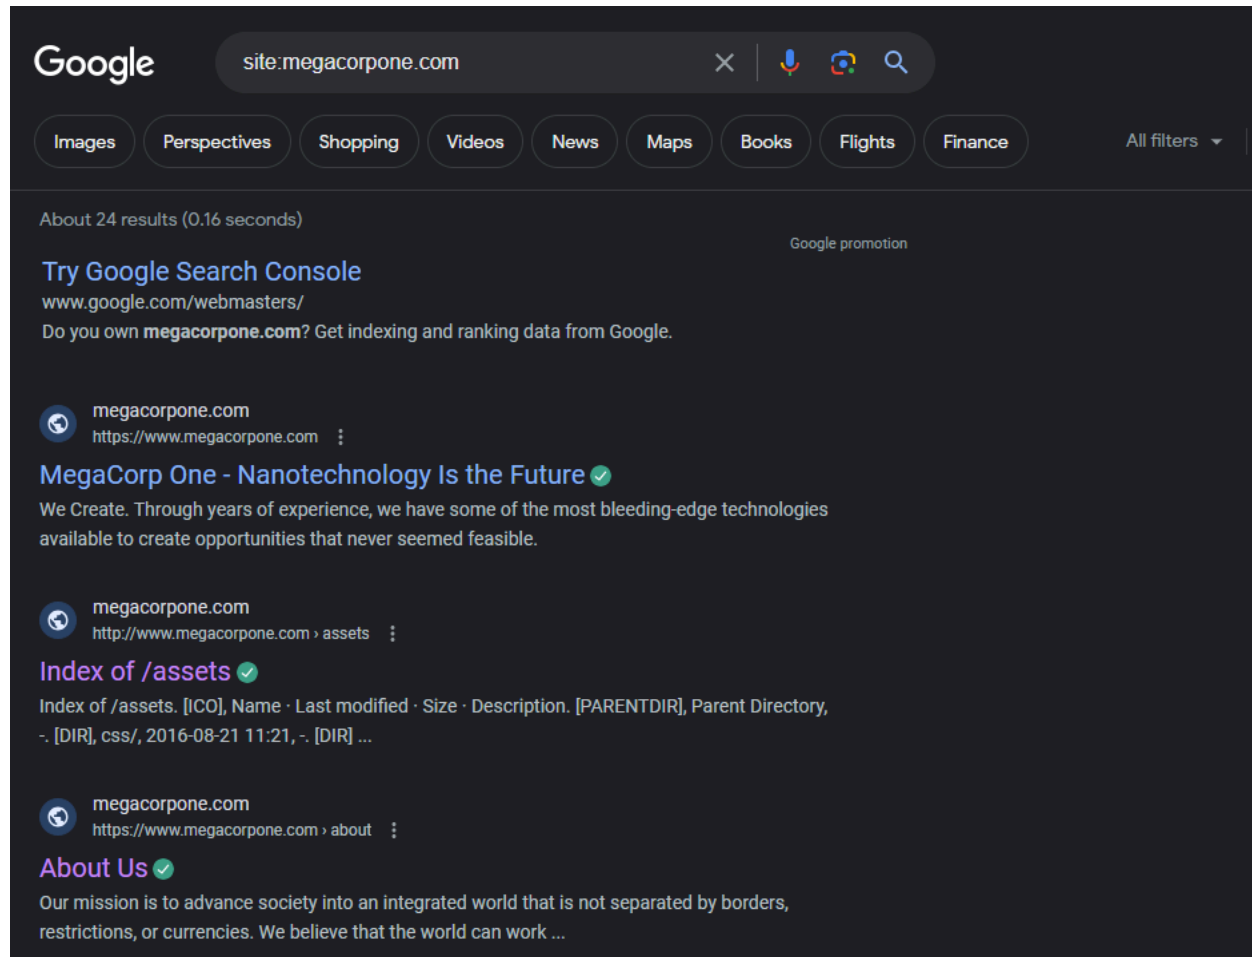 Google
site:megacorpone.com
Images Perspectives Shopping Videos News Maps Books Flights Finance All filters
About 24 results (0.16 seconds)
Google promotion
Try Google Search Console
www.google.com/webmasters/
Do you own megacorpone.com? Get indexing and ranking data from Google.
megacorpone.com
https://www.megacorpone.com
MegaCorp One - Nanotechnology Is the Future
We Create. Through years of experience, we have some of the most bleeding-edge technologies
available to create opportunities that never seemed feasible.
megacorpone.com
http://www.megacorpone.com › assets
Index of /assets
Index of /assets. [ICO], Name · Last modified · Size · Description. [PARENTDIR], Parent Directory,
-. [DIR], css/, 2016-08-21 11:21, -. [DIR] ...
megacorpone.com
https://www.megacorpone.com › about
About Us
Our mission is to advance society into an integrated world that is not separated by borders,
restrictions, or currencies. We believe that the world can work ...